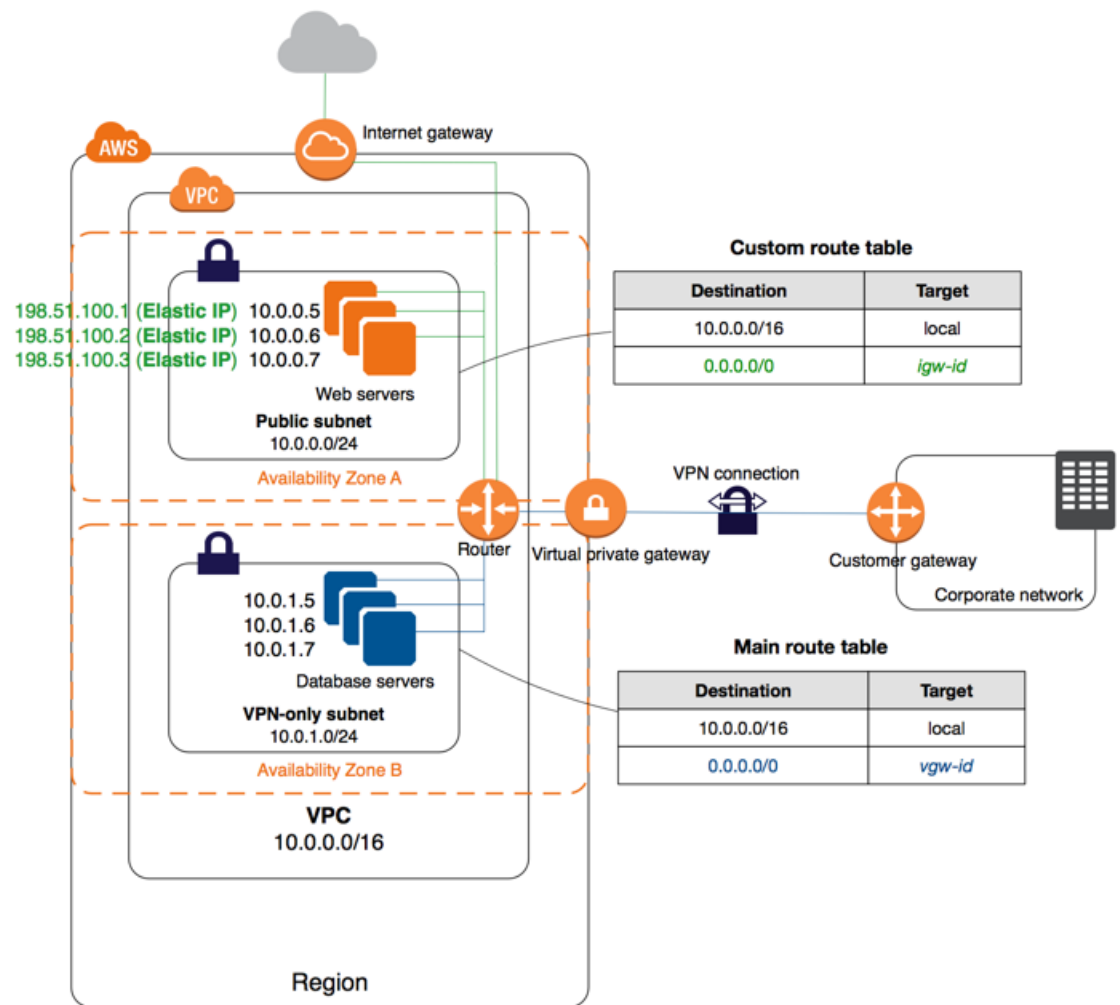 Internet gateway
AWS
VPC
198.51.100.1 (Elastic IP) 10.0.0.5
198.51.100.2 (Elastic IP) 10.0.0.6
198.51.100.3 (Elastic IP) 10.0.0.7
Web servers
Public subnet
10.0.0.0/24
Availability Zone A
Custom route table
Destination Target
10.0.0.0/16 local
0.0.0.0/0 igw-id
Router
Virtual private gateway
VPN connection
Customer gateway
Corporate network
10.0.1.5
10.0.1.6
10.0.1.7
Database servers
VPN-only subnet
10.0.1.0/24
Availability Zone B
Main route table
Destination Target
10.0.0.0/16 local
0.0.0.0/0 vgw-id
VPC
10.0.0.0/16
Region